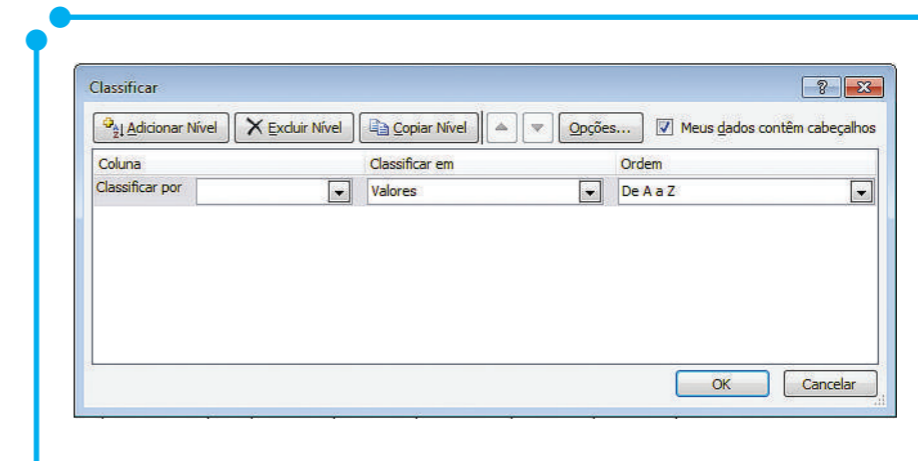 Classificar
Adicionar Nível Excluir Nível Copiar Nível Opções... Meus dados contêm cabeçalhos
Coluna Classificar em Ordem
Classificar por Valores De A a Z
OK Cancelar